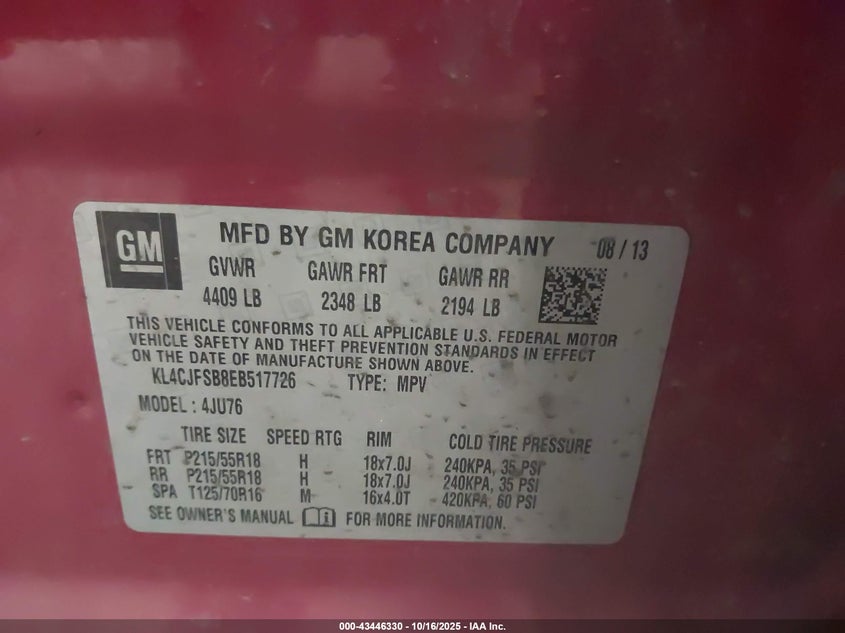 GM MFD BY GM KOREA COMPANY 08 / 13
GVWR GAWR FRT GAWR RR
4409 LB 2348 LB 2194 LB
THIS VEHICLE CONFORMS TO ALL APPLICABLE U.S. FEDERAL MOTOR
VEHICLE SAFETY AND THEFT PREVENTION STANDARDS IN EFFECT
ON THE DATE OF MANUFACTURE SHOWN ABOVE.
KL4CJFSB8EB517726 TYPE: MPV
MODEL : 4JU76
TIRE SIZE SPEED RTG RIM COLD TIRE PRESSURE
FRT P215/55R18 H 18x7.0J 240KPA, 35 PSI
RR P215/55R18 H 18x7.0J 240KPA, 35 PSI
SPA T125/70R16 M 16x4.0T 420KPA, 60 PSI
SEE OWNER'S MANUAL FOR MORE INFORMATION.
000-43446330 - 10/16/2025 - IAA Inc.